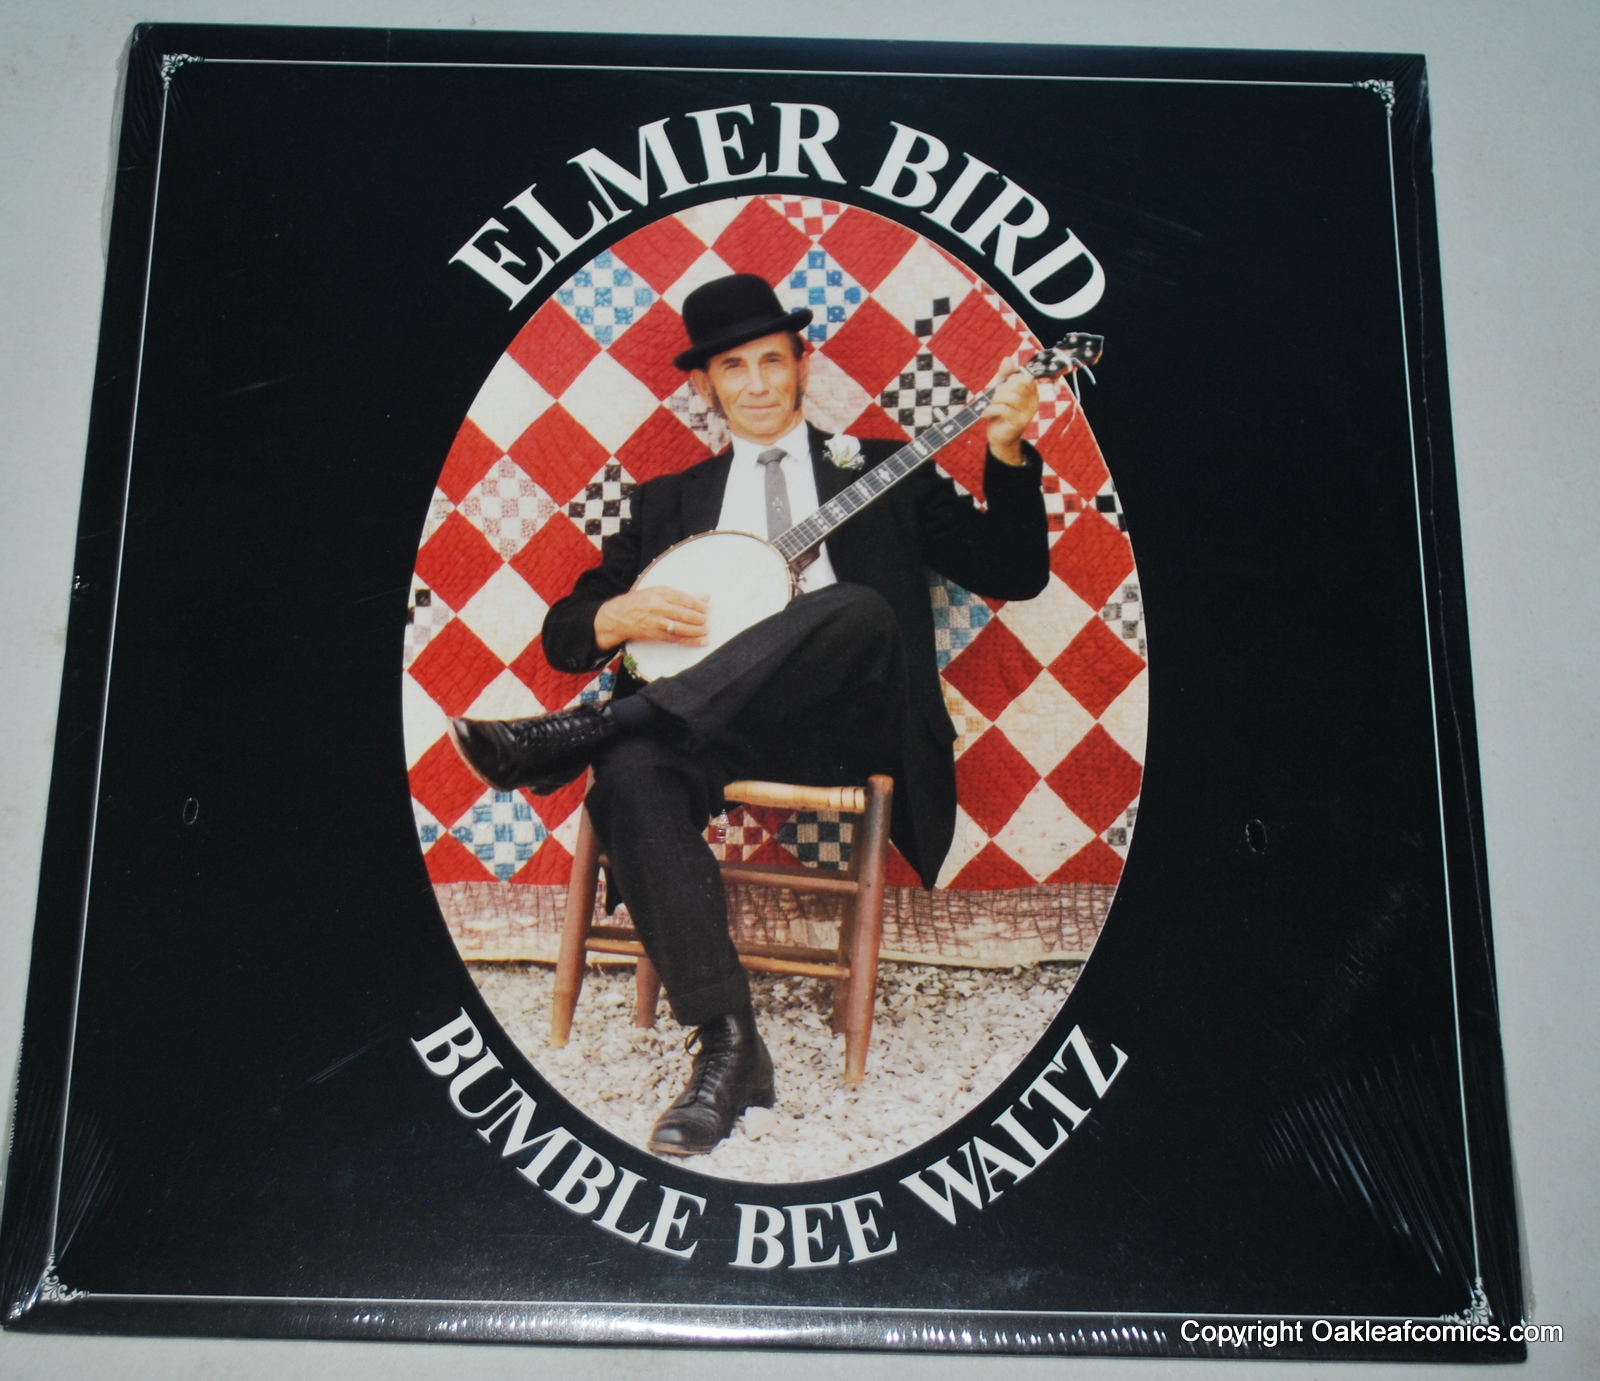 ELMER BIRD
BUMBLE BEE WALTZ
Copyright Oakleafcomics.com